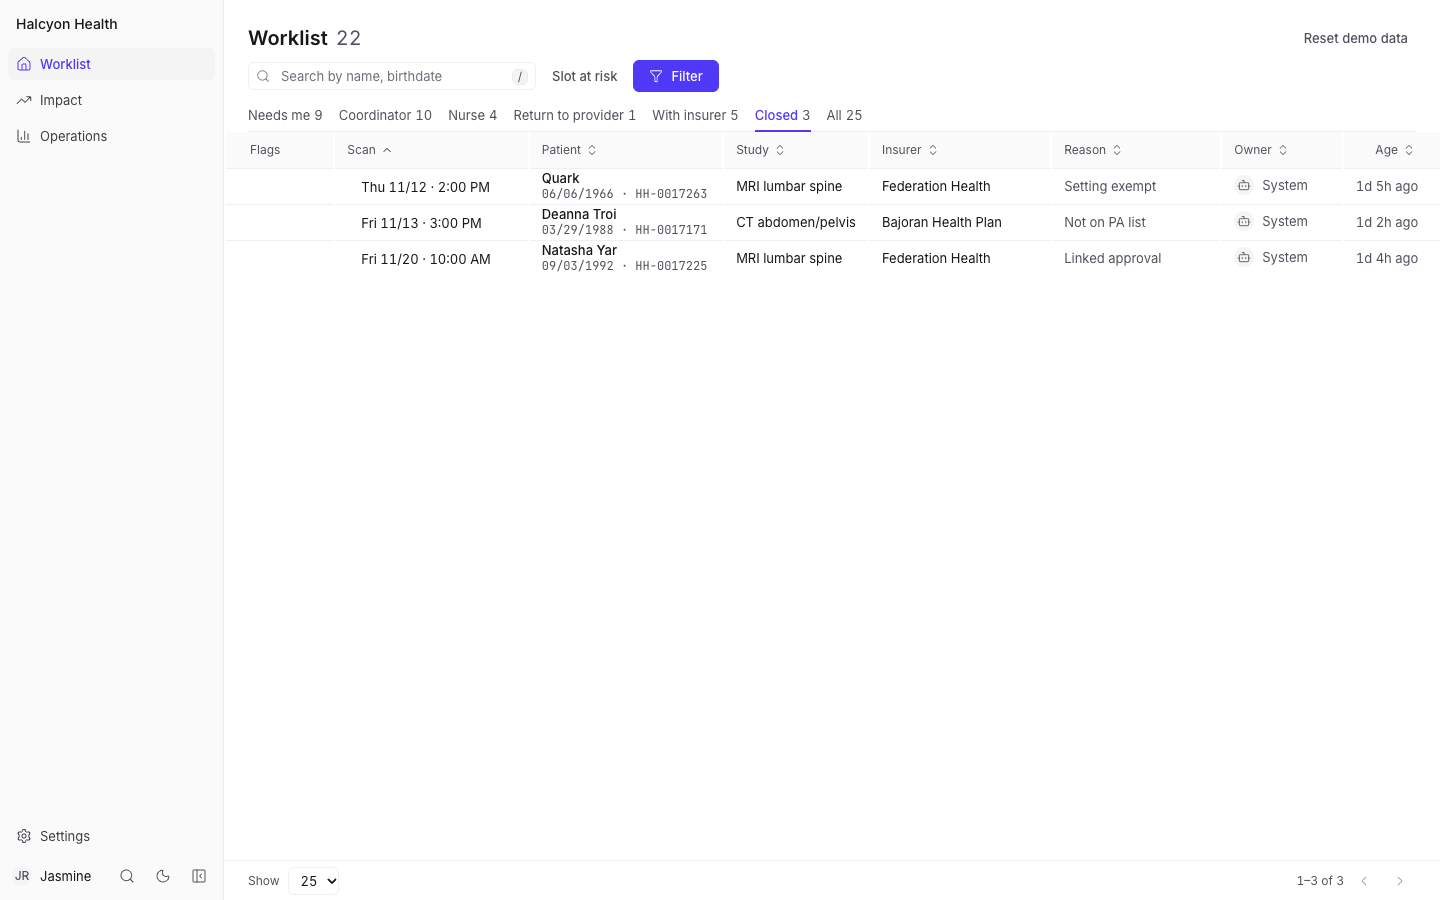 Halcyon Health
Worklist
Impact
Operations
Settings
JR Jasmine
Worklist 22
Reset demo data
Search by name, birthdate /
Slot at risk
Filter
Needs me 9 Coordinator 10 Nurse 4 Return to provider 1 With insurer 5 Closed 3 All 25
Flags Scan Patient Study Insurer Reason Owner Age
Thu 11/12 · 2:00 PM Quark MRI lumbar spine Federation Health Setting exempt System 1d 5h ago
06/06/1966 · HH-0017263
Fri 11/13 · 3:00 PM Deanna Troi CT abdomen/pelvis Bajoran Health Plan Not on PA list System 1d 2h ago
03/29/1988 · HH-0017171
Fri 11/20 · 10:00 AM Natasha Yar MRI lumbar spine Federation Health Linked approval System 1d 4h ago
09/03/1992 · HH-0017225
Show 25
1–3 of 3